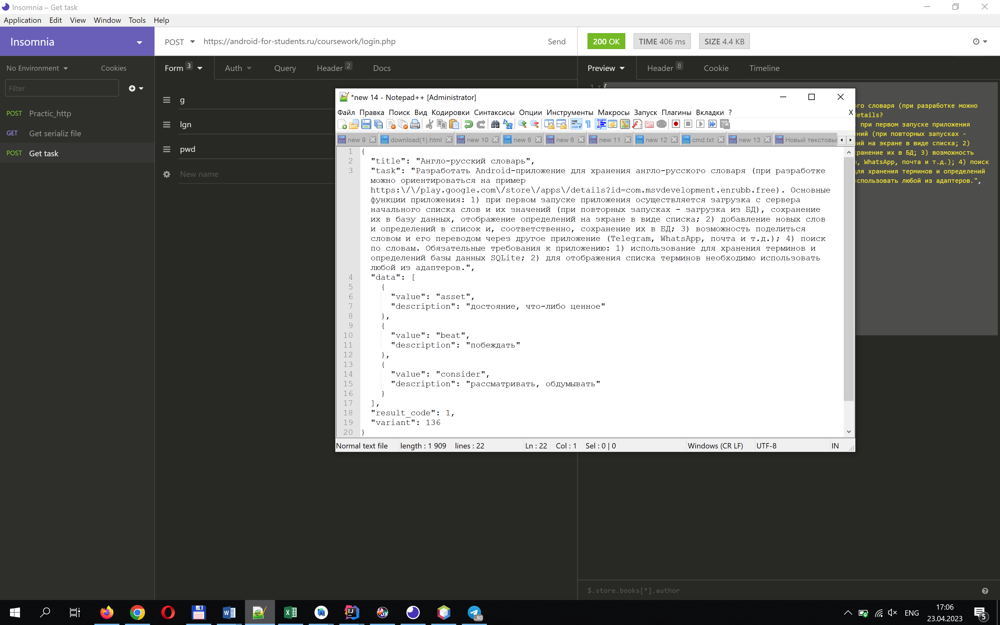 Insomnia – Get task
Application Edit View Window Tools Help
Insomnia
POST https://android-for-students.ru/coursework/login.php Send
200 OK TIME 406 ms SIZE 4.4 KB
No Environment Cookies
Form 3 Auth Query Header 2 Docs
Preview Header 8 Cookie Timeline
Filter
POST Practic_http
GET Get serializ file
POST Get task
g
lgn
pwd
New name
1 {
го словаря (при разработке можно
details?
при первом запуске приложения
ний (при повторных запусках -
ий на экране в виде списка; 2)
ранение их в БД; 3) возможность
, WhatsApp, почта и т.д.); 4) поиск
ля хранения терминов и определений
спользовать любой из адаптеров.",
*new 14 - Notepad++ [Administrator]
Файл Правка Поиск Вид Кодировки Синтаксисы Опции Инструменты Макросы Запуск Плагины Вкладки ? X
new 9 download(1).html new 10 new 6 new 6 new 11 new 12 cmd.txt new 13 Новый текстовы
1 {
2 "title": "Англо-русский словарь",
3 "task": "Разработать Android-приложение для хранения англо-русского словаря (при разработке
можно ориентироваться на пример
https:\/\/play.google.com\/store\/apps\/details?id=com.msvdevelopment.enrubb.free). Основные
функции приложения: 1) при первом запуске приложения осуществляется загрузка с сервера
начального списка слов и их значений (при повторных запусках - загрузка из БД), сохранение
их в базу данных, отображение определений на экране в виде списка; 2) добавление новых слов
и определений в список и, соответственно, сохранение их в БД; 3) возможность поделиться
словом и его переводом через другое приложение (Telegram, WhatsApp, почта и т.д.); 4) поиск
по словам. Обязательные требования к приложению: 1) использование для хранения терминов и
определений базы данных SQLite; 2) для отображения списка терминов необходимо использовать
любой из адаптеров.",
4 "data": [
5 {
6 "value": "asset",
7 "description": "достояние, что-либо ценное"
8 },
9 {
10 "value": "beat",
11 "description": "побеждать"
12 },
13 {
14 "value": "consider",
15 "description": "рассматривать, обдумывать"
16 }
17 ],
18 "result_code": 1,
19 "variant": 136
20 }
Normal text file length : 1 909 lines : 22 Ln : 22 Col : 1 Sel : 0 | 0 Windows (CR LF) UTF-8 IN
$.store.books[*].author
..80
ENG
17:06
23.04.2023
5